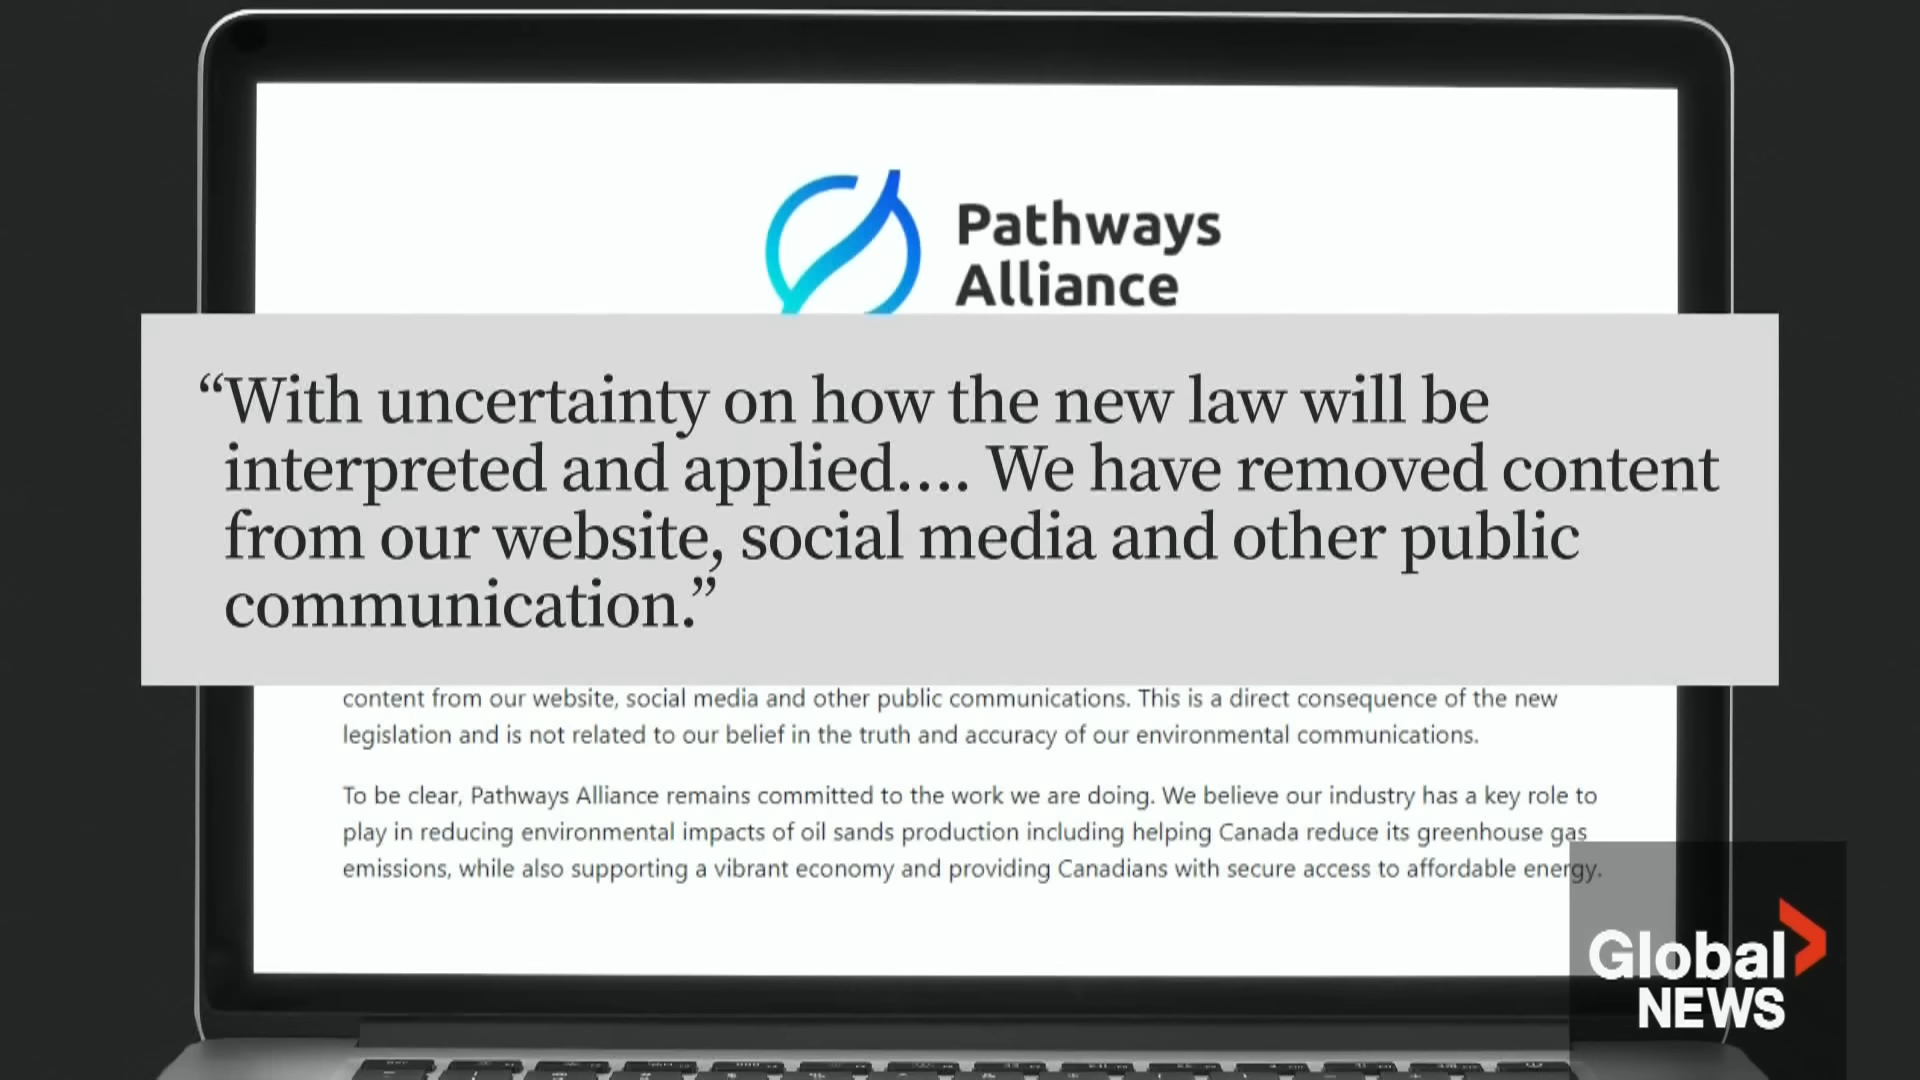 Pathways
Alliance
“With uncertainty on how the new law will be
interpreted and applied.... We have removed content
from our website, social media and other public
communication.”
content from our website, social media and other public communications. This is a direct consequence of the new
legislation and is not related to our belief in the truth and accuracy of our environmental communications.
To be clear, Pathways Alliance remains committed to the work we are doing. We believe our industry has a key role to
play in reducing environmental impacts of oil sands production including helping Canada reduce its greenhouse gas
emissions, while also supporting a vibrant economy and providing Canadians with secure access to affordable energy.
Global
NEWS